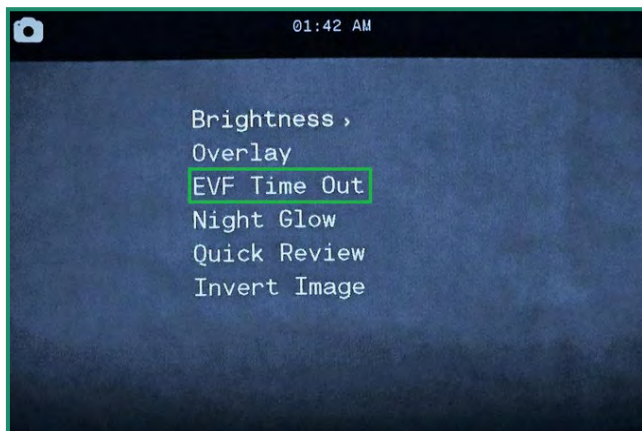 01:42 AM
Brightness ›
Overlay
EVF Time Out
Night Glow
Quick Review
Invert Image